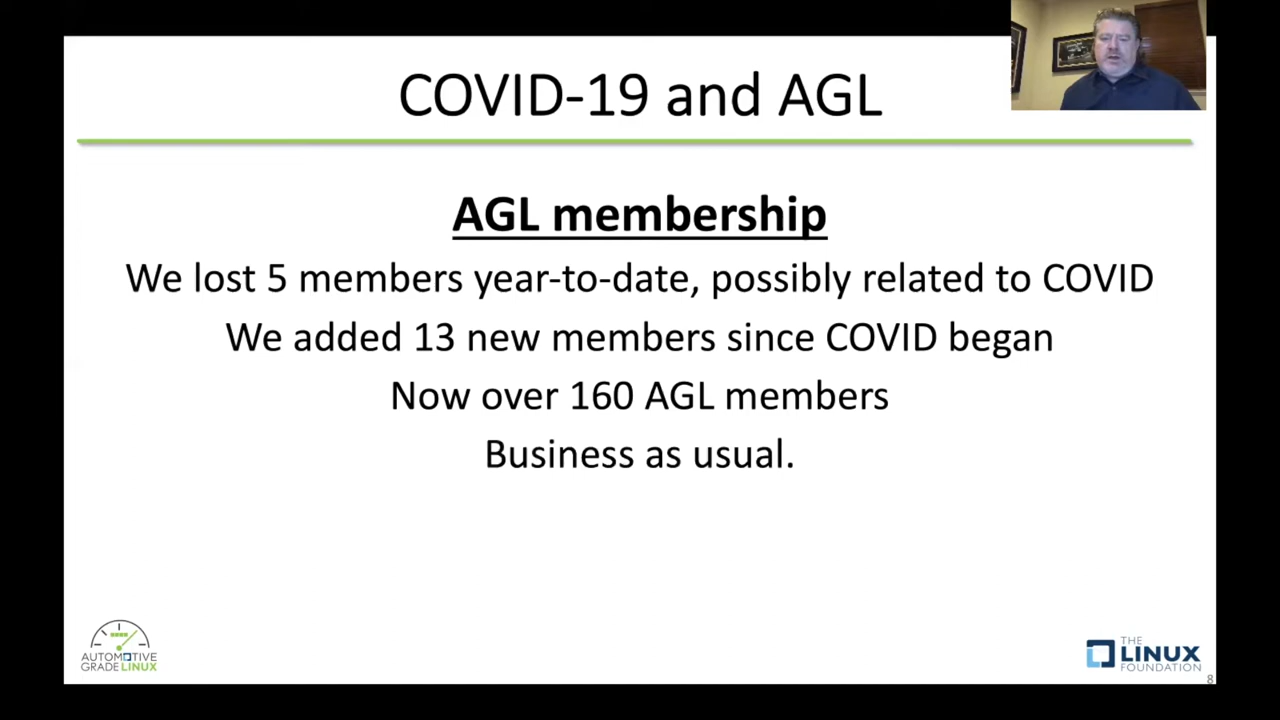 COVID-19 and AGL
AGL membership
We lost 5 members year-to-date, possibly related to COVID
We added 13 new members since COVID began
Now over 160 AGL members
Business as usual.
AUTOMOTIVE
GRADELINUX
THE
LINUX
FOUNDATION
8